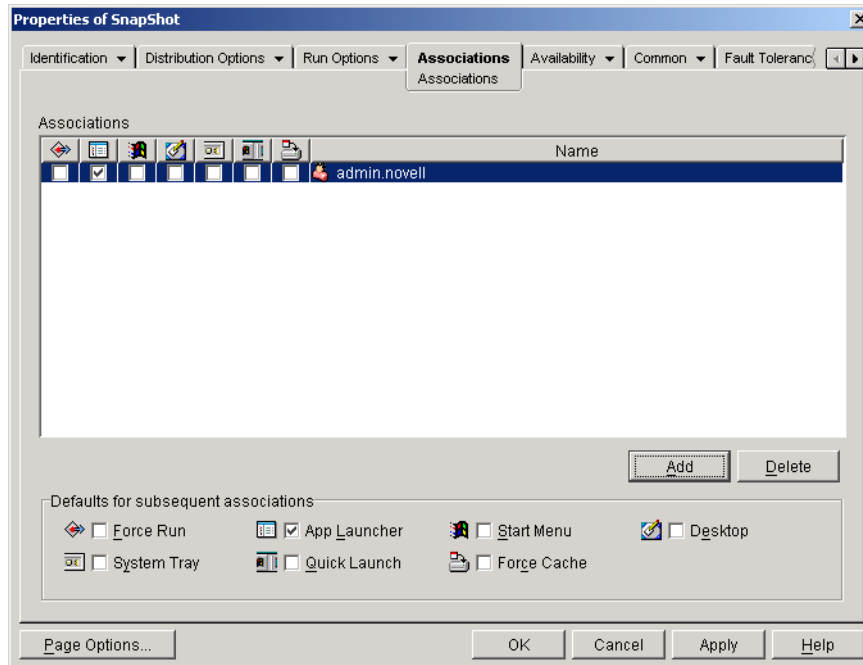 Properties of SnapShot
Identification Distribution Options Run Options Associations Availability Common Fault Toleranc
Associations
Associations
Name
admin.novell
Add Delete
Defaults for subsequent associations
Force Run App Launcher Start Menu Desktop
System Tray Quick Launch Force Cache
Page Options... OK Cancel Apply Help